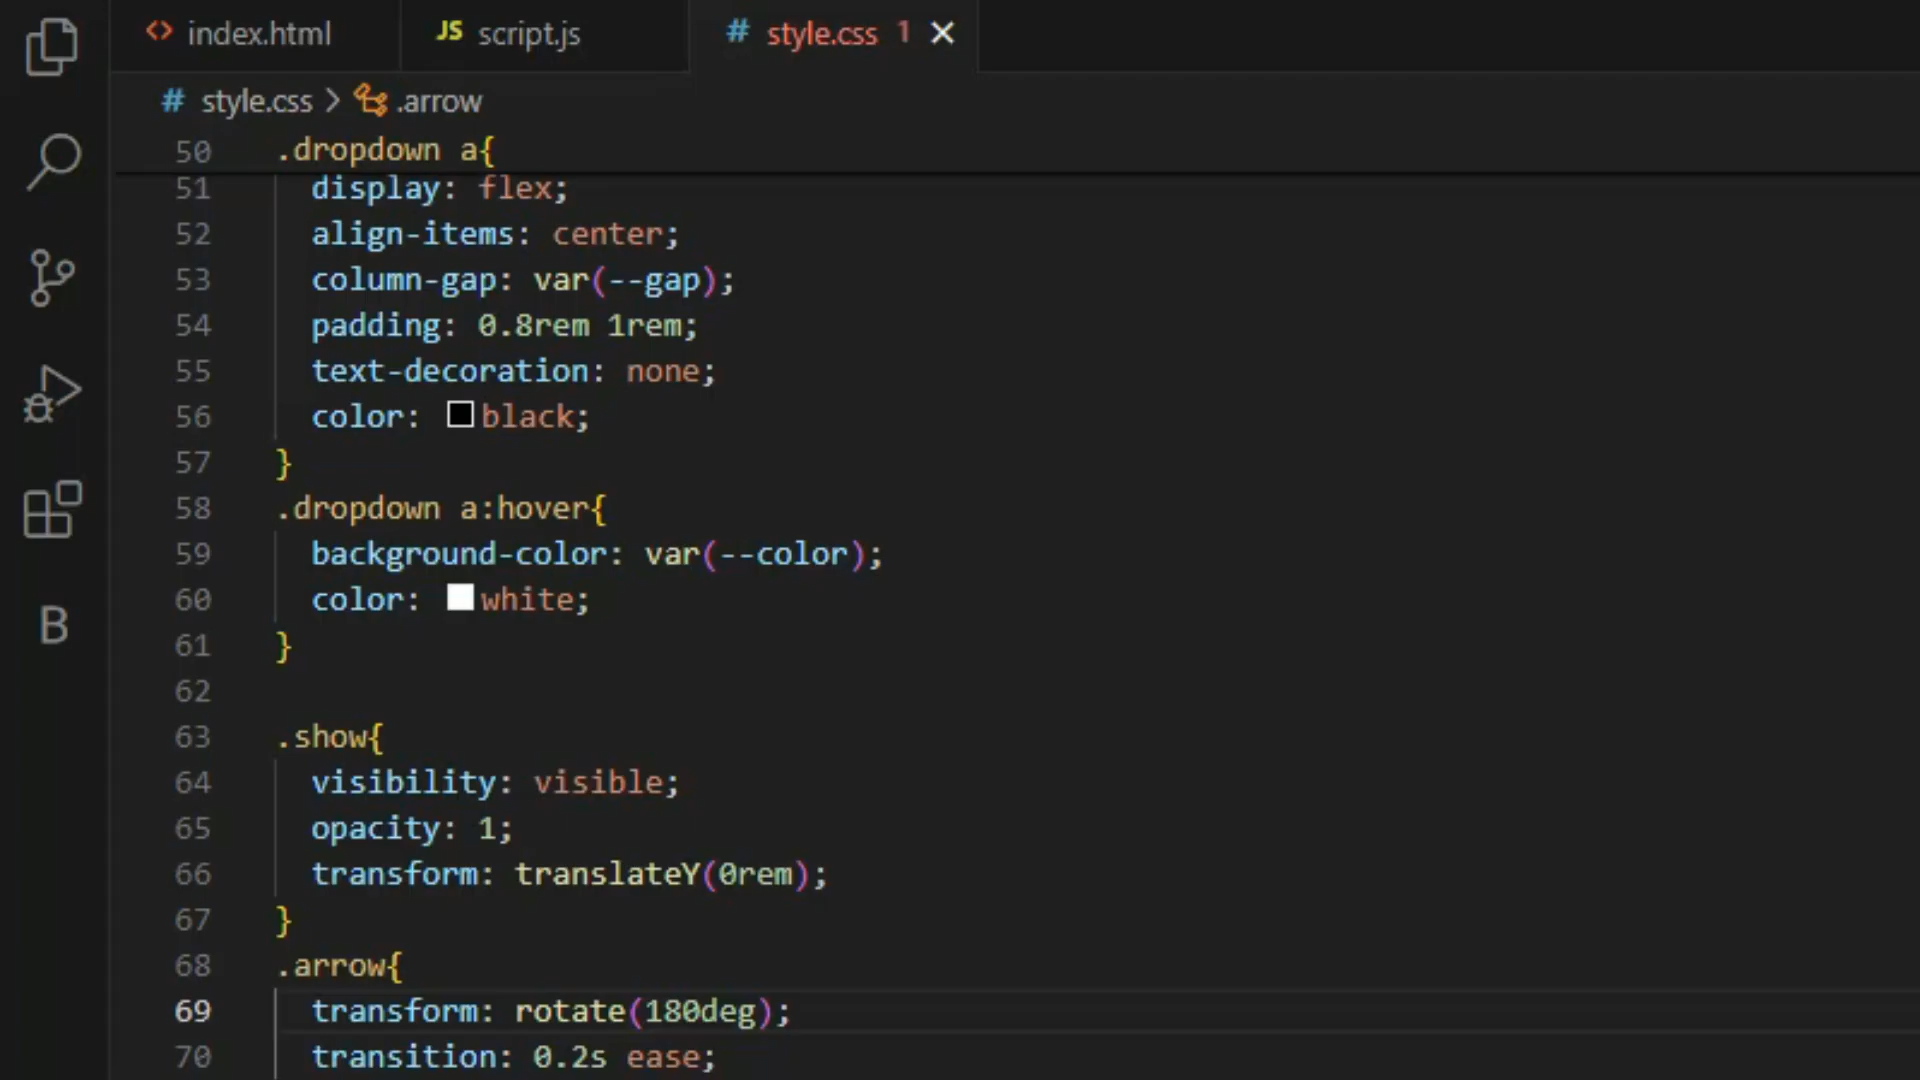 <> index.html JS script.js # style.css 1
# style.css > .arrow
50 .dropdown a{
51 display: flex;
52 align-items: center;
53 column-gap: var(--gap);
54 padding: 0.8rem 1rem;
55 text-decoration: none;
56 color: black;
57 }
58 .dropdown a:hover{
59 background-color: var(--color);
60 color: white;
61 }
62
63 .show{
64 visibility: visible;
65 opacity: 1;
66 transform: translateY(0rem);
67 }
68 .arrow{
69 transform: rotate(180deg);
70 transition: 0.2s ease;
B